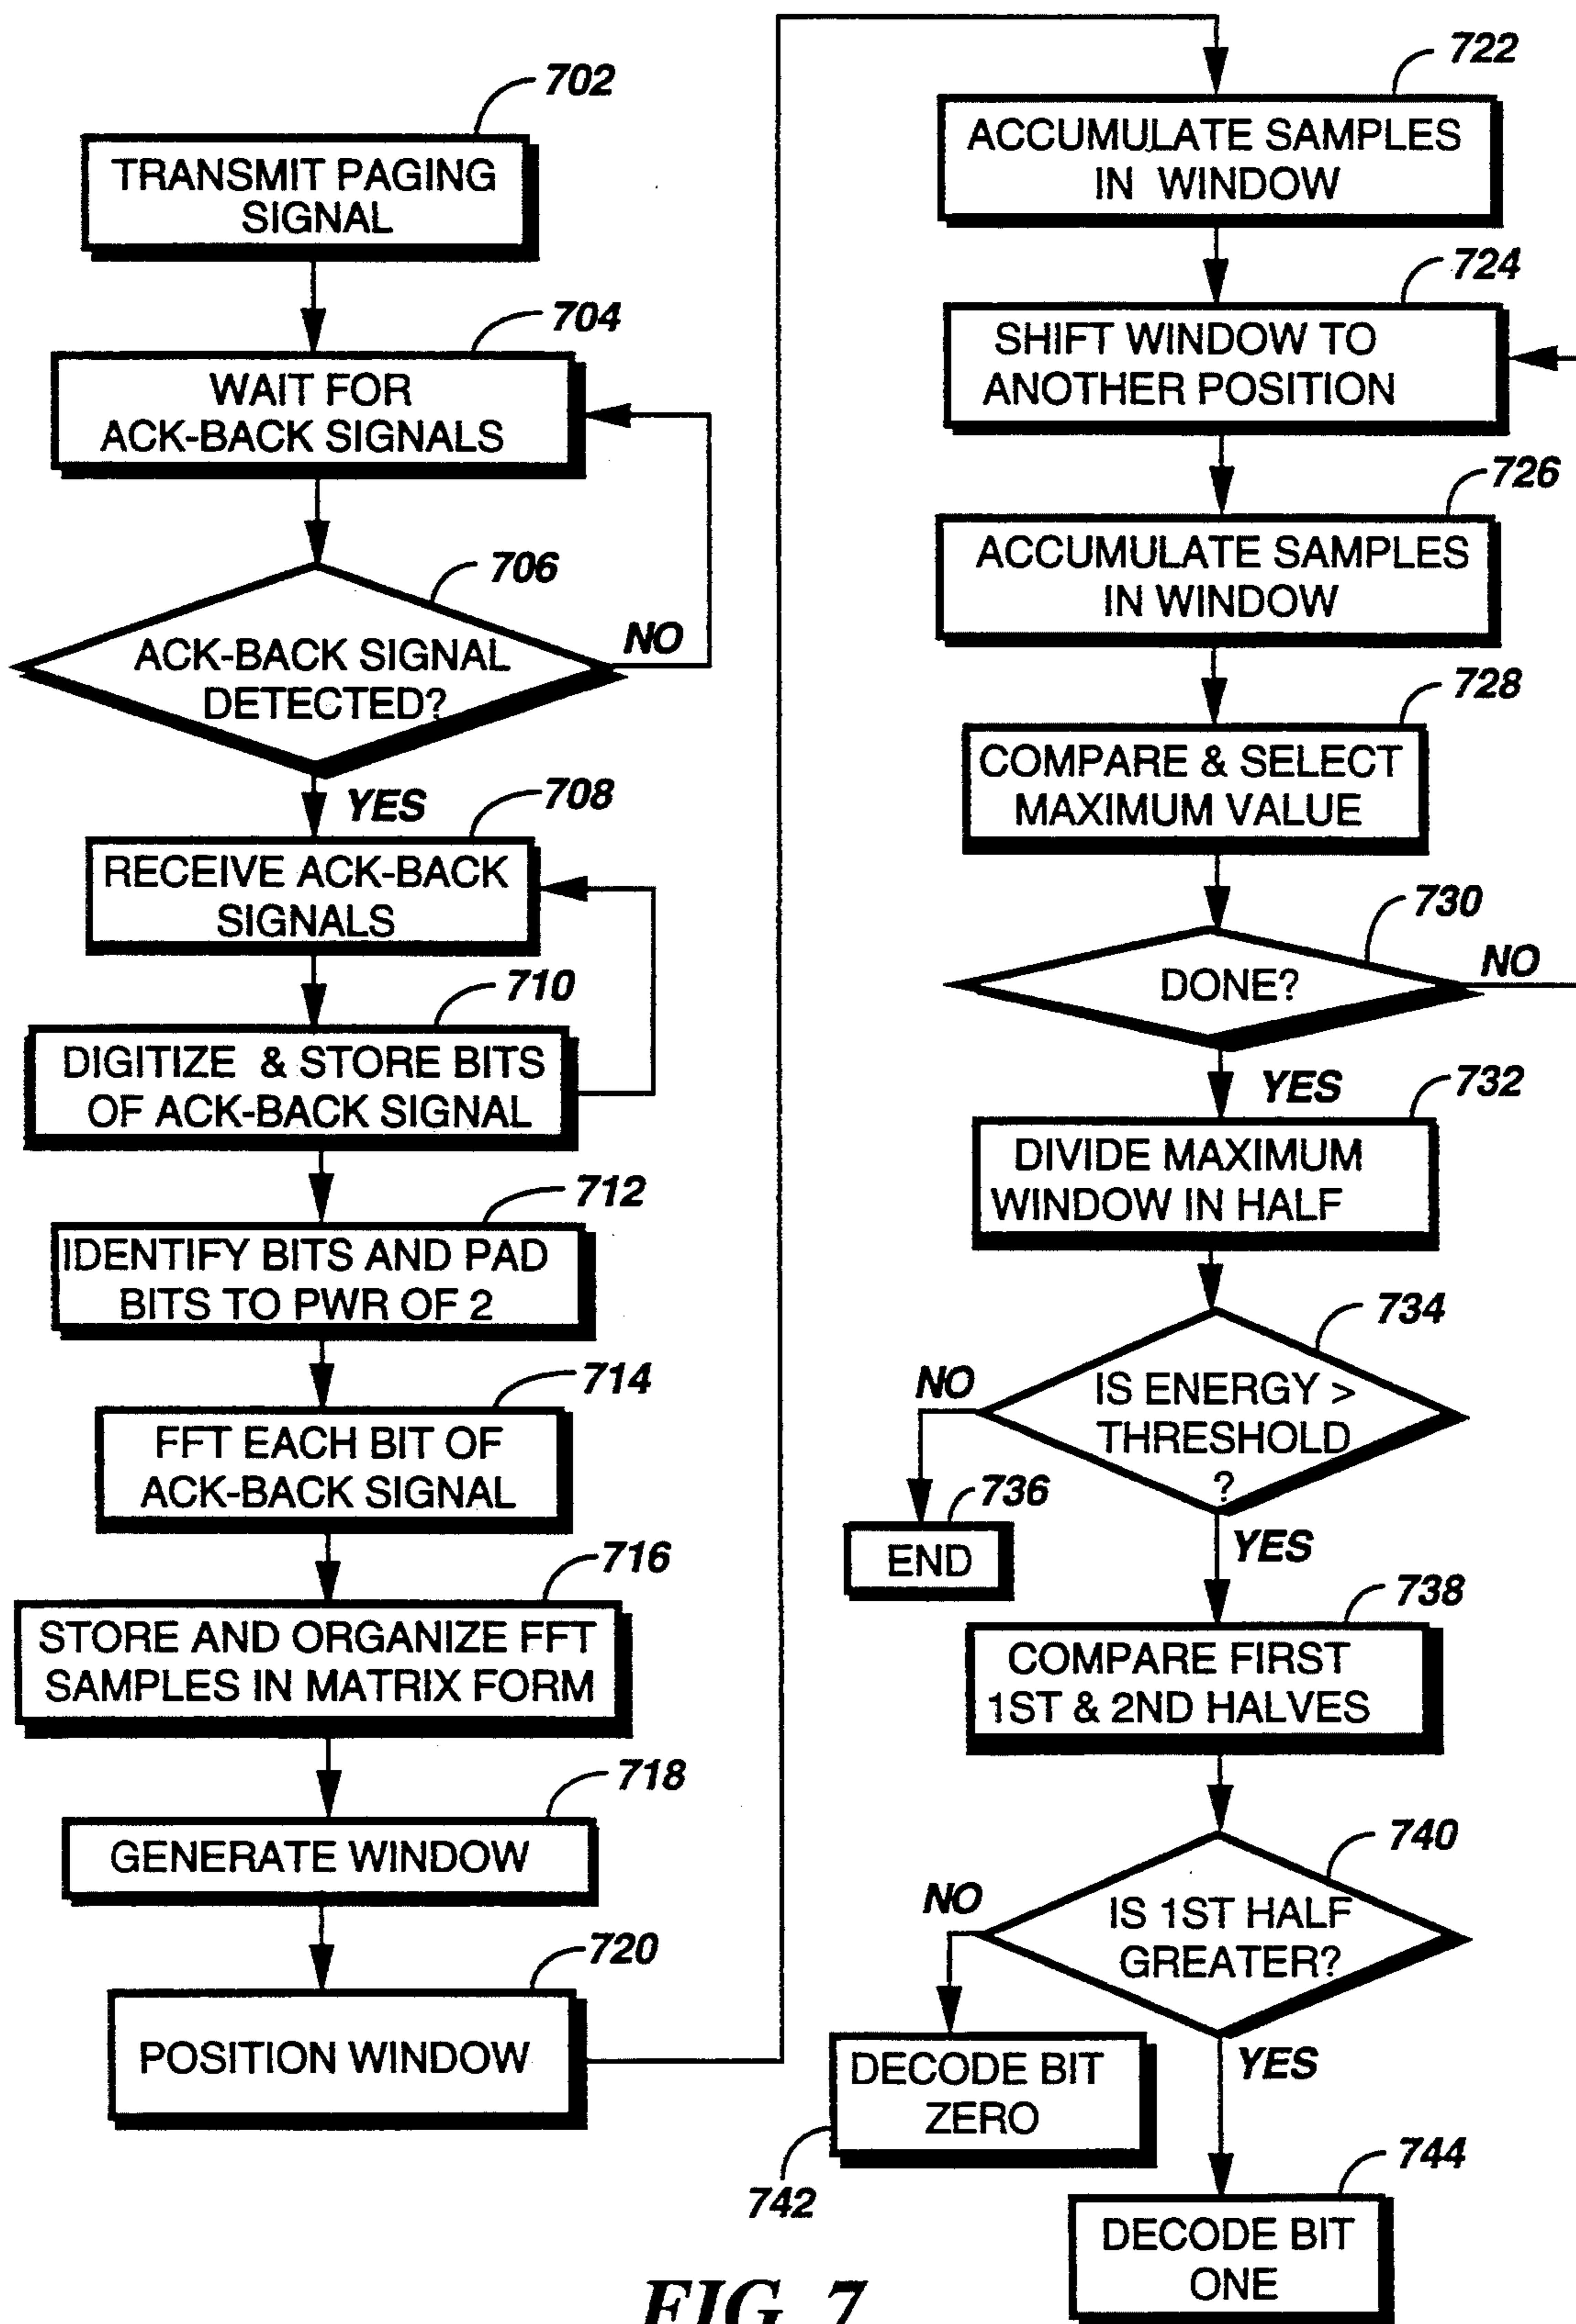 702
TRANSMIT PAGING
SIGNAL
704
WAIT FOR
ACK-BACK SIGNALS
706
ACK-BACK SIGNAL
DETECTED?
NO
YES
708
RECEIVE ACK-BACK
SIGNALS
710
DIGITIZE & STORE BITS
OF ACK-BACK SIGNAL
712
IDENTIFY BITS AND PAD
BITS TO PWR OF 2
714
FFT EACH BIT OF
ACK-BACK SIGNAL
716
STORE AND ORGANIZE FFT
SAMPLES IN MATRIX FORM
718
GENERATE WINDOW
720
POSITION WINDOW
722
ACCUMULATE SAMPLES
IN WINDOW
724
SHIFT WINDOW TO
ANOTHER POSITION
726
ACCUMULATE SAMPLES
IN WINDOW
728
COMPARE & SELECT
MAXIMUM VALUE
730
DONE?
NO
YES
732
DIVIDE MAXIMUM
WINDOW IN HALF
734
IS ENERGY >
THRESHOLD
?
NO
736
END
YES
738
COMPARE FIRST
1ST & 2ND HALVES
740
IS 1ST HALF
GREATER?
NO
DECODE BIT
ZERO
742
YES
744
DECODE BIT
ONE
FIG. 7